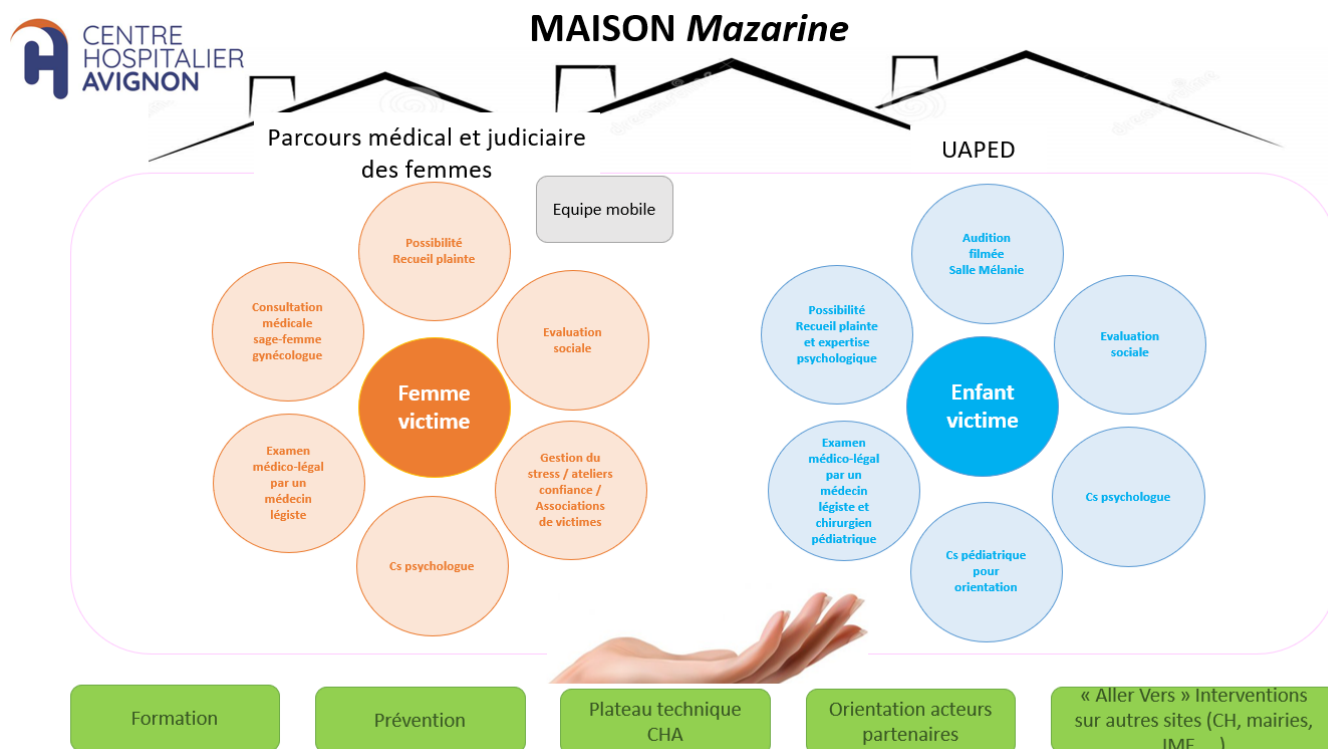 MAISON Mazarine
CENTRE
HOSPITALIER
AVIGNON
Parcours médical et judiciaire
des femmes
UAPED
Equipe mobile
Possibilité
Recueil plainte
Consultation
médicale
sage-femme
gynécologue
Evaluation
sociale
Femme
victime
Examen
médico-légal
par un
médecin
légiste
Gestion du
stress / ateliers
confiance /
Associations
de victimes
Cs psychologue
Audition
filmée
Salle Mélanie
Possibilité
Recueil plainte
et expertise
psychologique
Evaluation
sociale
Enfant
victime
Examen
médico-légal
par un
médecin
légiste et
chirurgien
pédiatrique
Cs psychologue
Cs pédiatrique
pour
orientation
Formation
Prévention
Plateau technique
CHA
Orientation acteurs
partenaires
« Aller Vers » Interventions
sur autres sites (CH, mairies,
IME, ...)